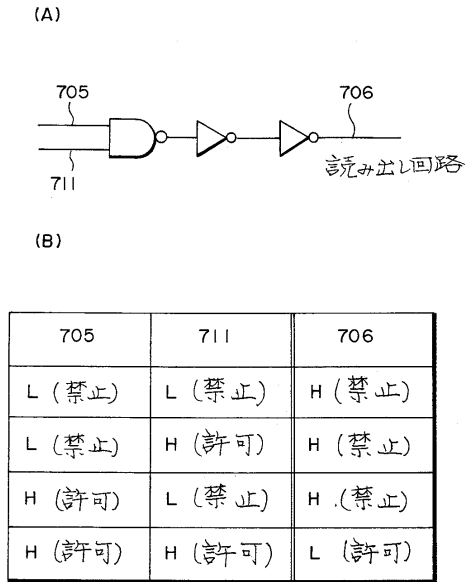 (A)
705
706
711
読み出し回路
(B)
705 711 706
L (禁止) L (禁止) H (禁止)
L (禁止) H (許可) H (禁止)
H (許可) L (禁止) H (禁止)
H (許可) H (許可) L (許可)